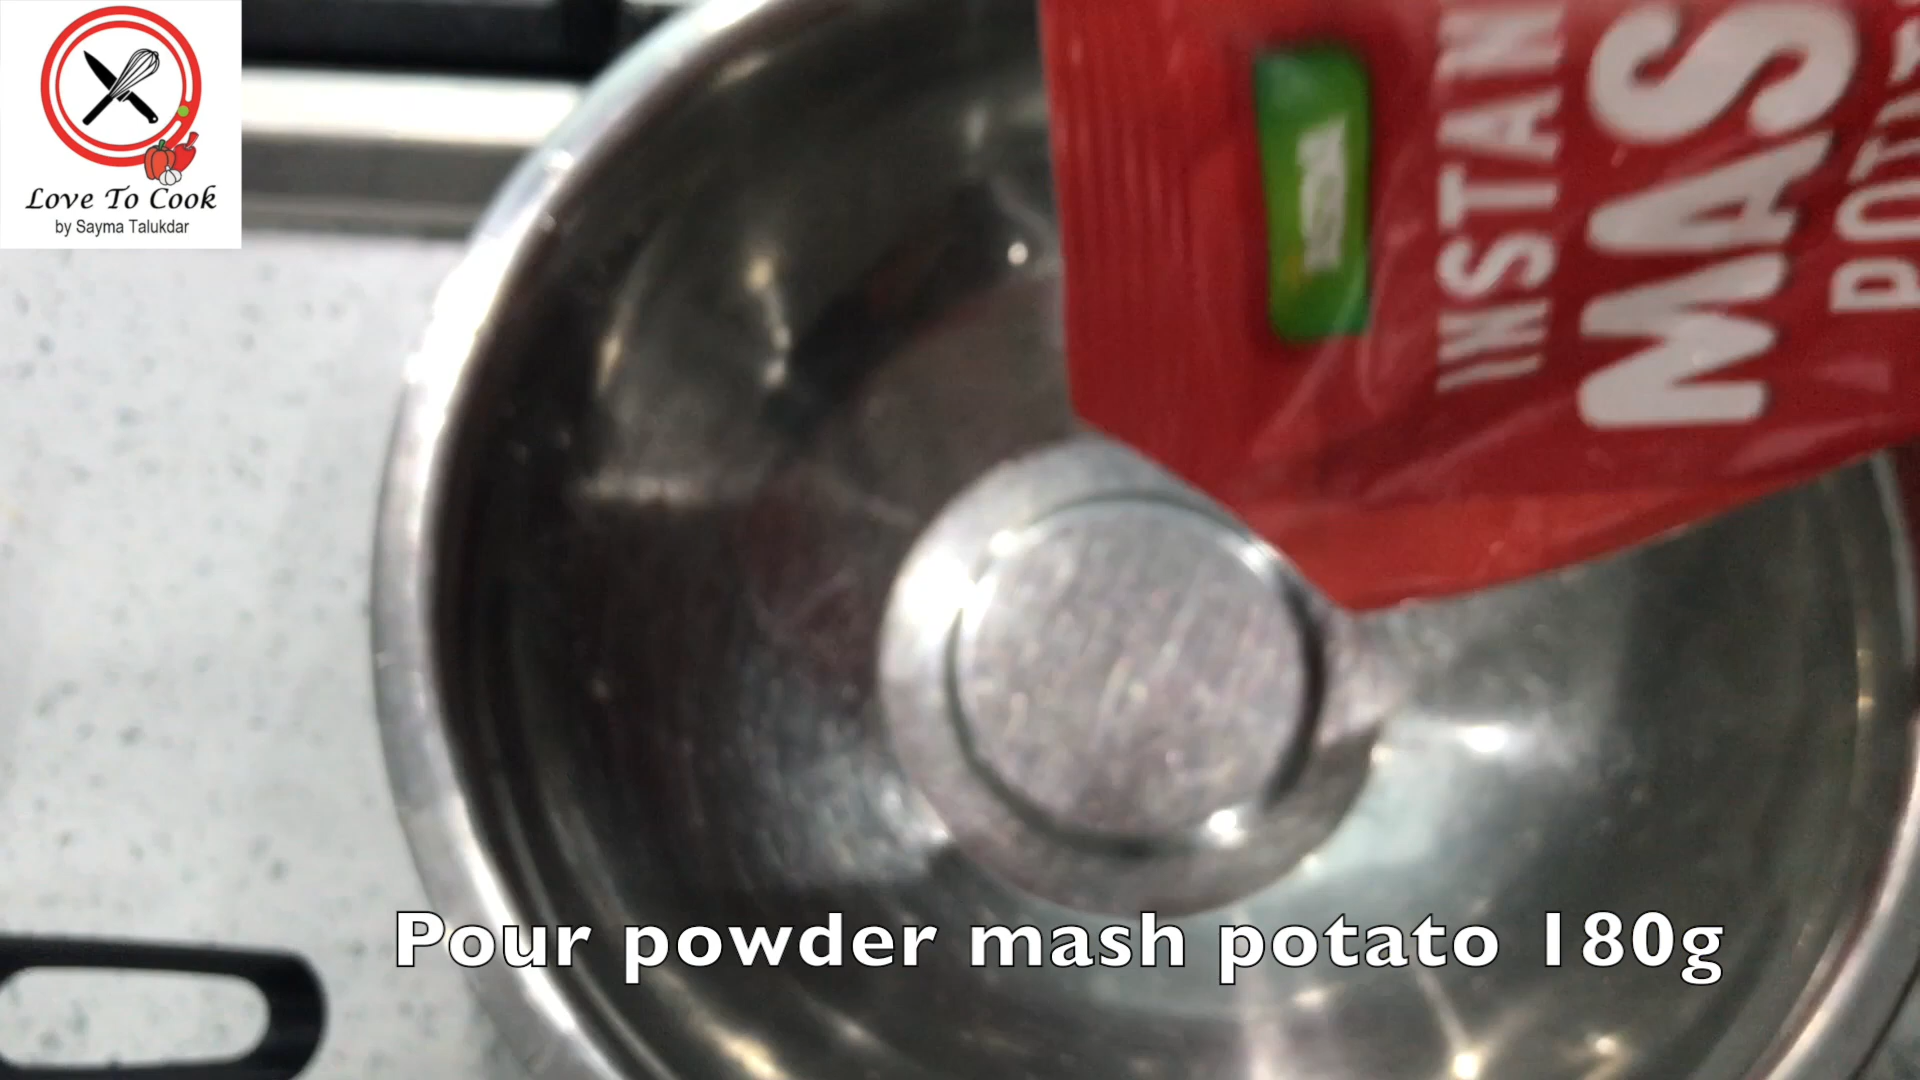 Love To Cook
by Sayma Talukdar
INSTAN
MAS
Pour powder mash potato 180g